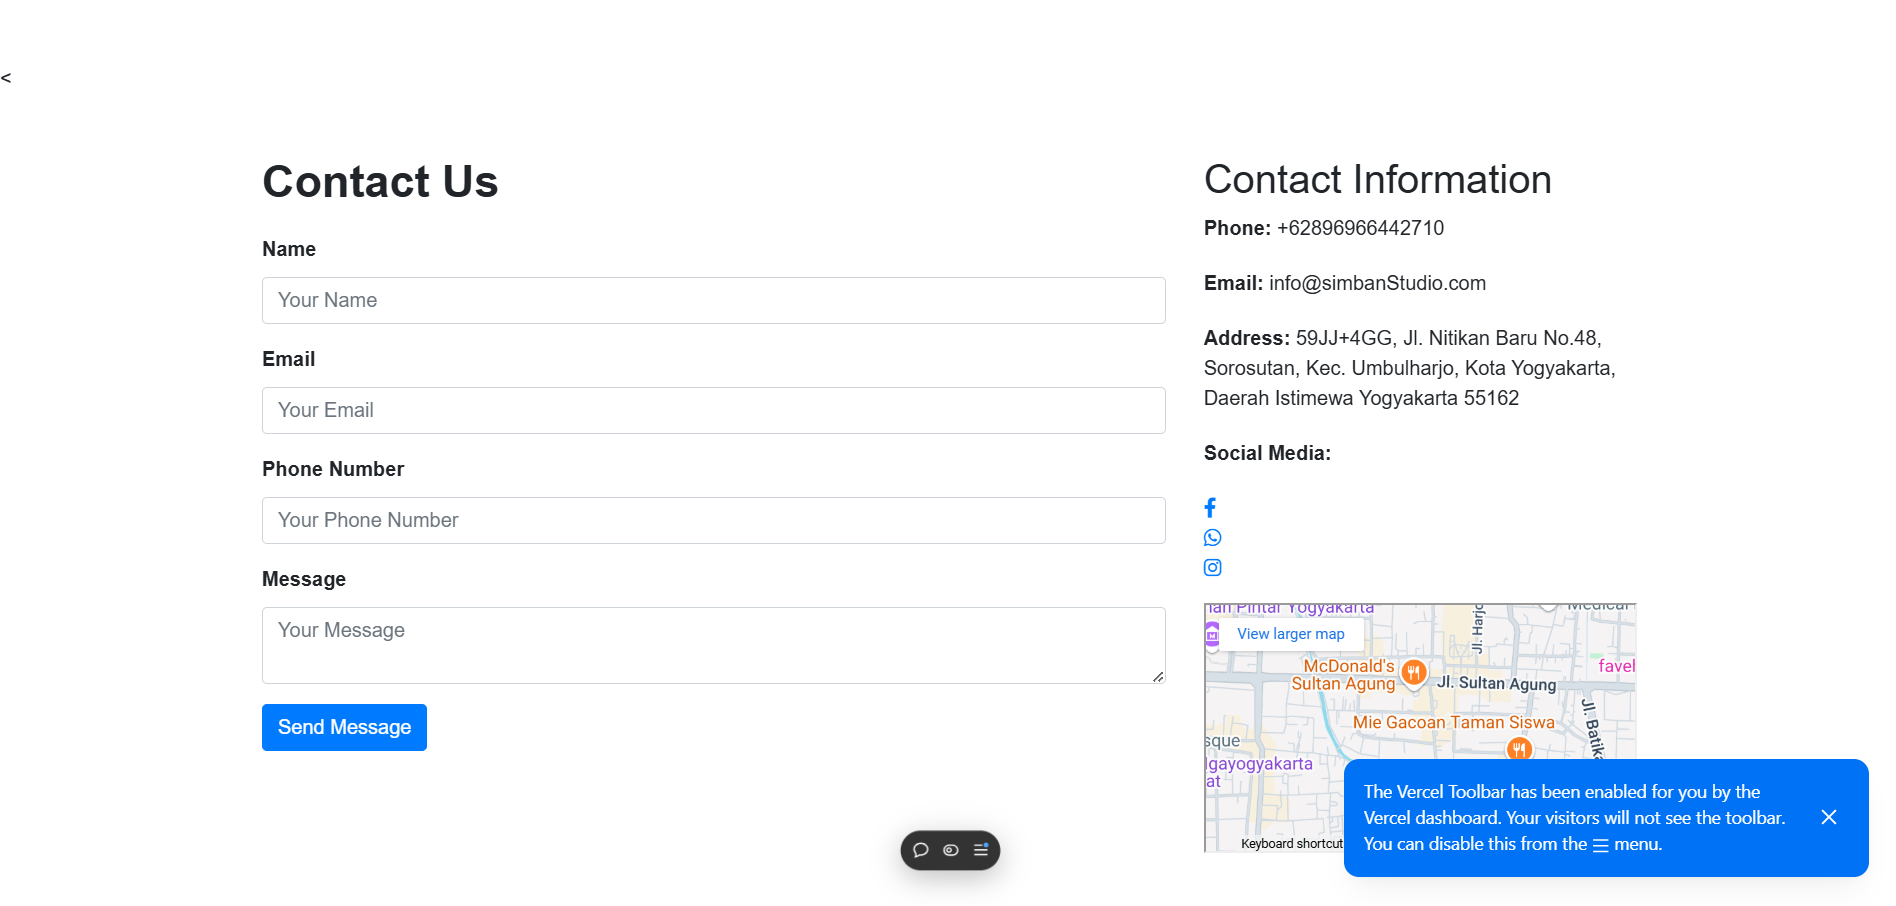 <
Contact Us
Name
Your Name
Email
Your Email
Phone Number
Your Phone Number
Message
Your Message
Send Message
Contact Information
Phone: +62896966442710
Email: info@simbanStudio.com
Address: 59JJ+4GG, Jl. Nitikan Baru No.48,
Sorosutan, Kec. Umbulharjo, Kota Yogyakarta,
Daerah Istimewa Yogyakarta 55162
Social Media:
Pintar Yogyakarta
Medical
Jl. Harjo
View larger map
McDonald's
Sultan Agung
Jl. Sultan Agung
favel
Mie Gacoan Taman Siswa
Jl. Batika
sque
lgayogyakarta
at
Keyboard shortcut
The Vercel Toolbar has been enabled for you by the
Vercel dashboard. Your visitors will not see the toolbar.
You can disable this from the menu.